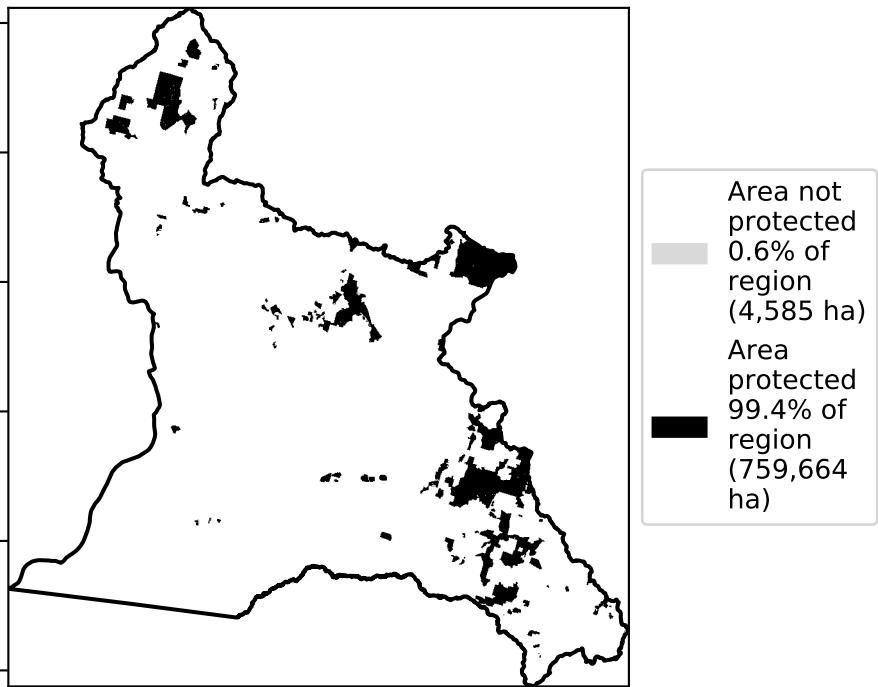 Area not
protected
0.6% of
region
(4,585 ha)
Area
protected
99.4% of
region
(759,664
ha)